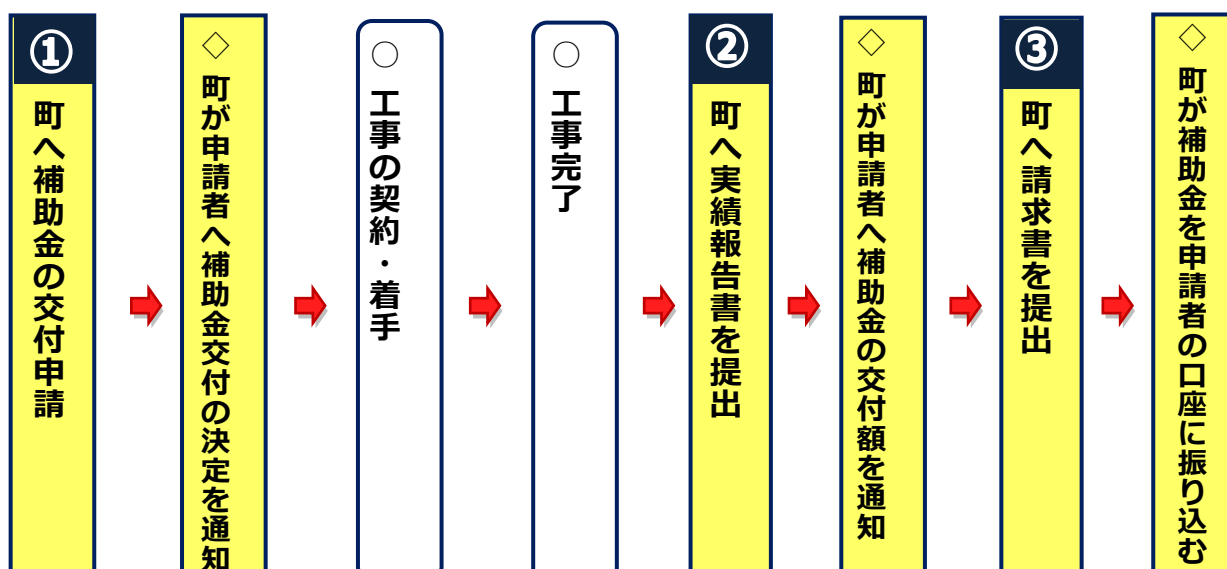 ①
町へ補助金の交付申請
◇ 町が申請者へ補助金交付の決定を通知
○ 工事の契約・着手
○ 工事完了
②
町へ実績報告書を提出
◇ 町が申請者へ補助金の交付額を通知
③
町へ請求書を提出
◇ 町が補助金を申請者の口座に振り込む